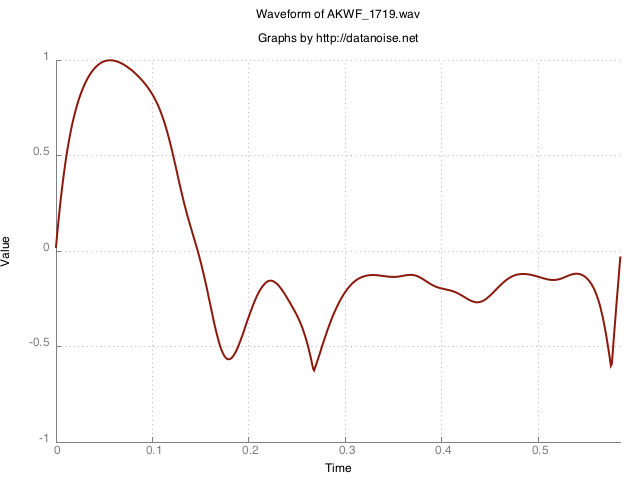 Waveform of AKWF_1719.wav
Graphs by http://datanoise.net
1
0.5
0
-0.5
-1
Value
0 0.1 0.2 0.3 0.4 0.5
Time